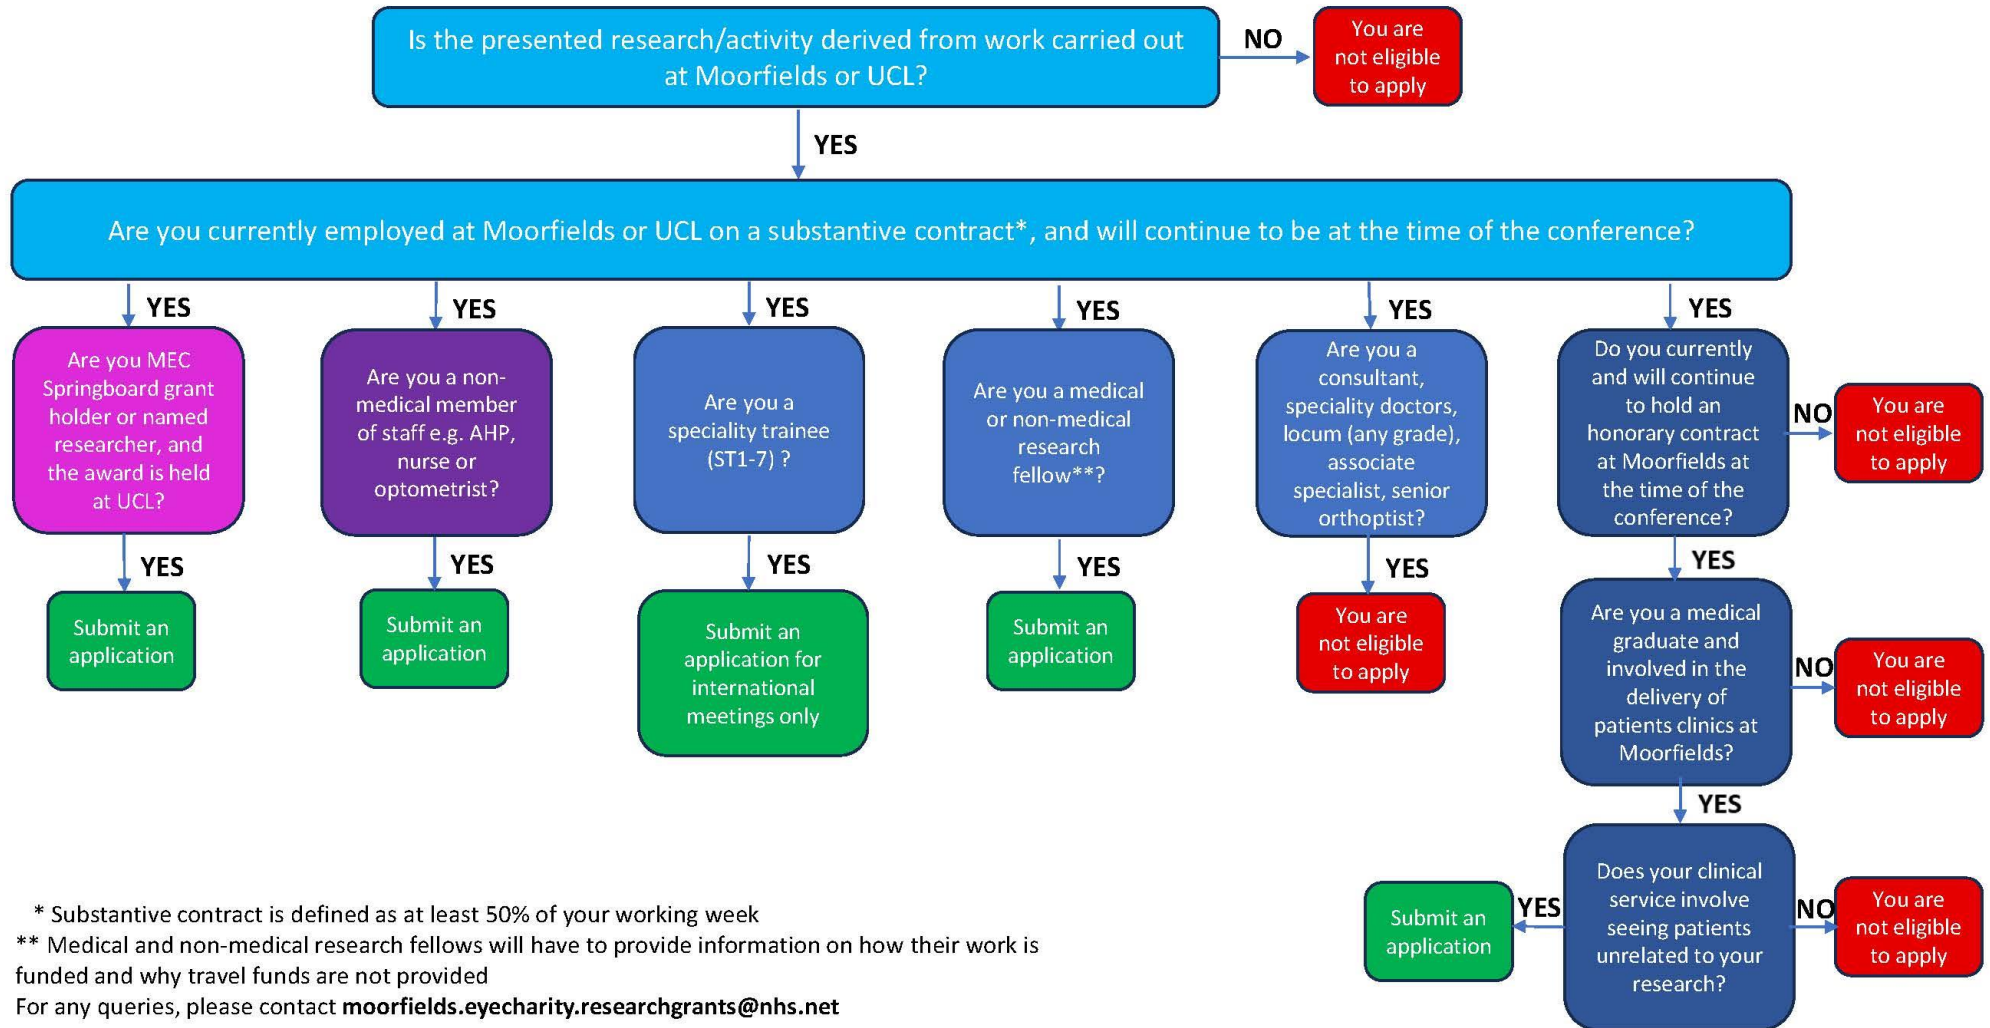 Is the presented research/activity derived from work carried out
at Moorfields or UCL?
NO
You are
not eligible
to apply
YES
Are you currently employed at Moorfields or UCL on a substantive contract*, and will continue to be at the time of the conference?
YES
YES
YES
YES
YES
YES
Are you MEC
Springboard grant
holder or named
researcher, and
the award is held
at UCL?
Are you a non-
medical member
of staff e.g. AHP,
nurse or
optometrist?
Are you a
speciality trainee
(ST1-7) ?
Are you a medical
or non-medical
research
fellow**?
Are you a
consultant,
speciality doctors,
locum (any grade),
associate
specialist, senior
orthoptist?
Do you currently
and will continue
to hold an
honorary contract
at Moorfields at
the time of the
conference?
NO
You are
not eligible
to apply
YES
YES
YES
YES
YES
YES
Submit an
application
Submit an
application
Submit an
application for
international
meetings only
Submit an
application
You are
not eligible
to apply
Are you a medical
graduate and
involved in the
delivery of
patients clinics at
Moorfields?
NO
You are
not eligible
to apply
YES
Does your clinical
service involve
seeing patients
unrelated to your
research?
YES
Submit an
application
NO
You are
not eligible
to apply
* Substantive contract is defined as at least 50% of your working week
** Medical and non-medical research fellows will have to provide information on how their work is
funded and why travel funds are not provided
For any queries, please contact moorfields.eyecharity.researchgrants@nhs.net